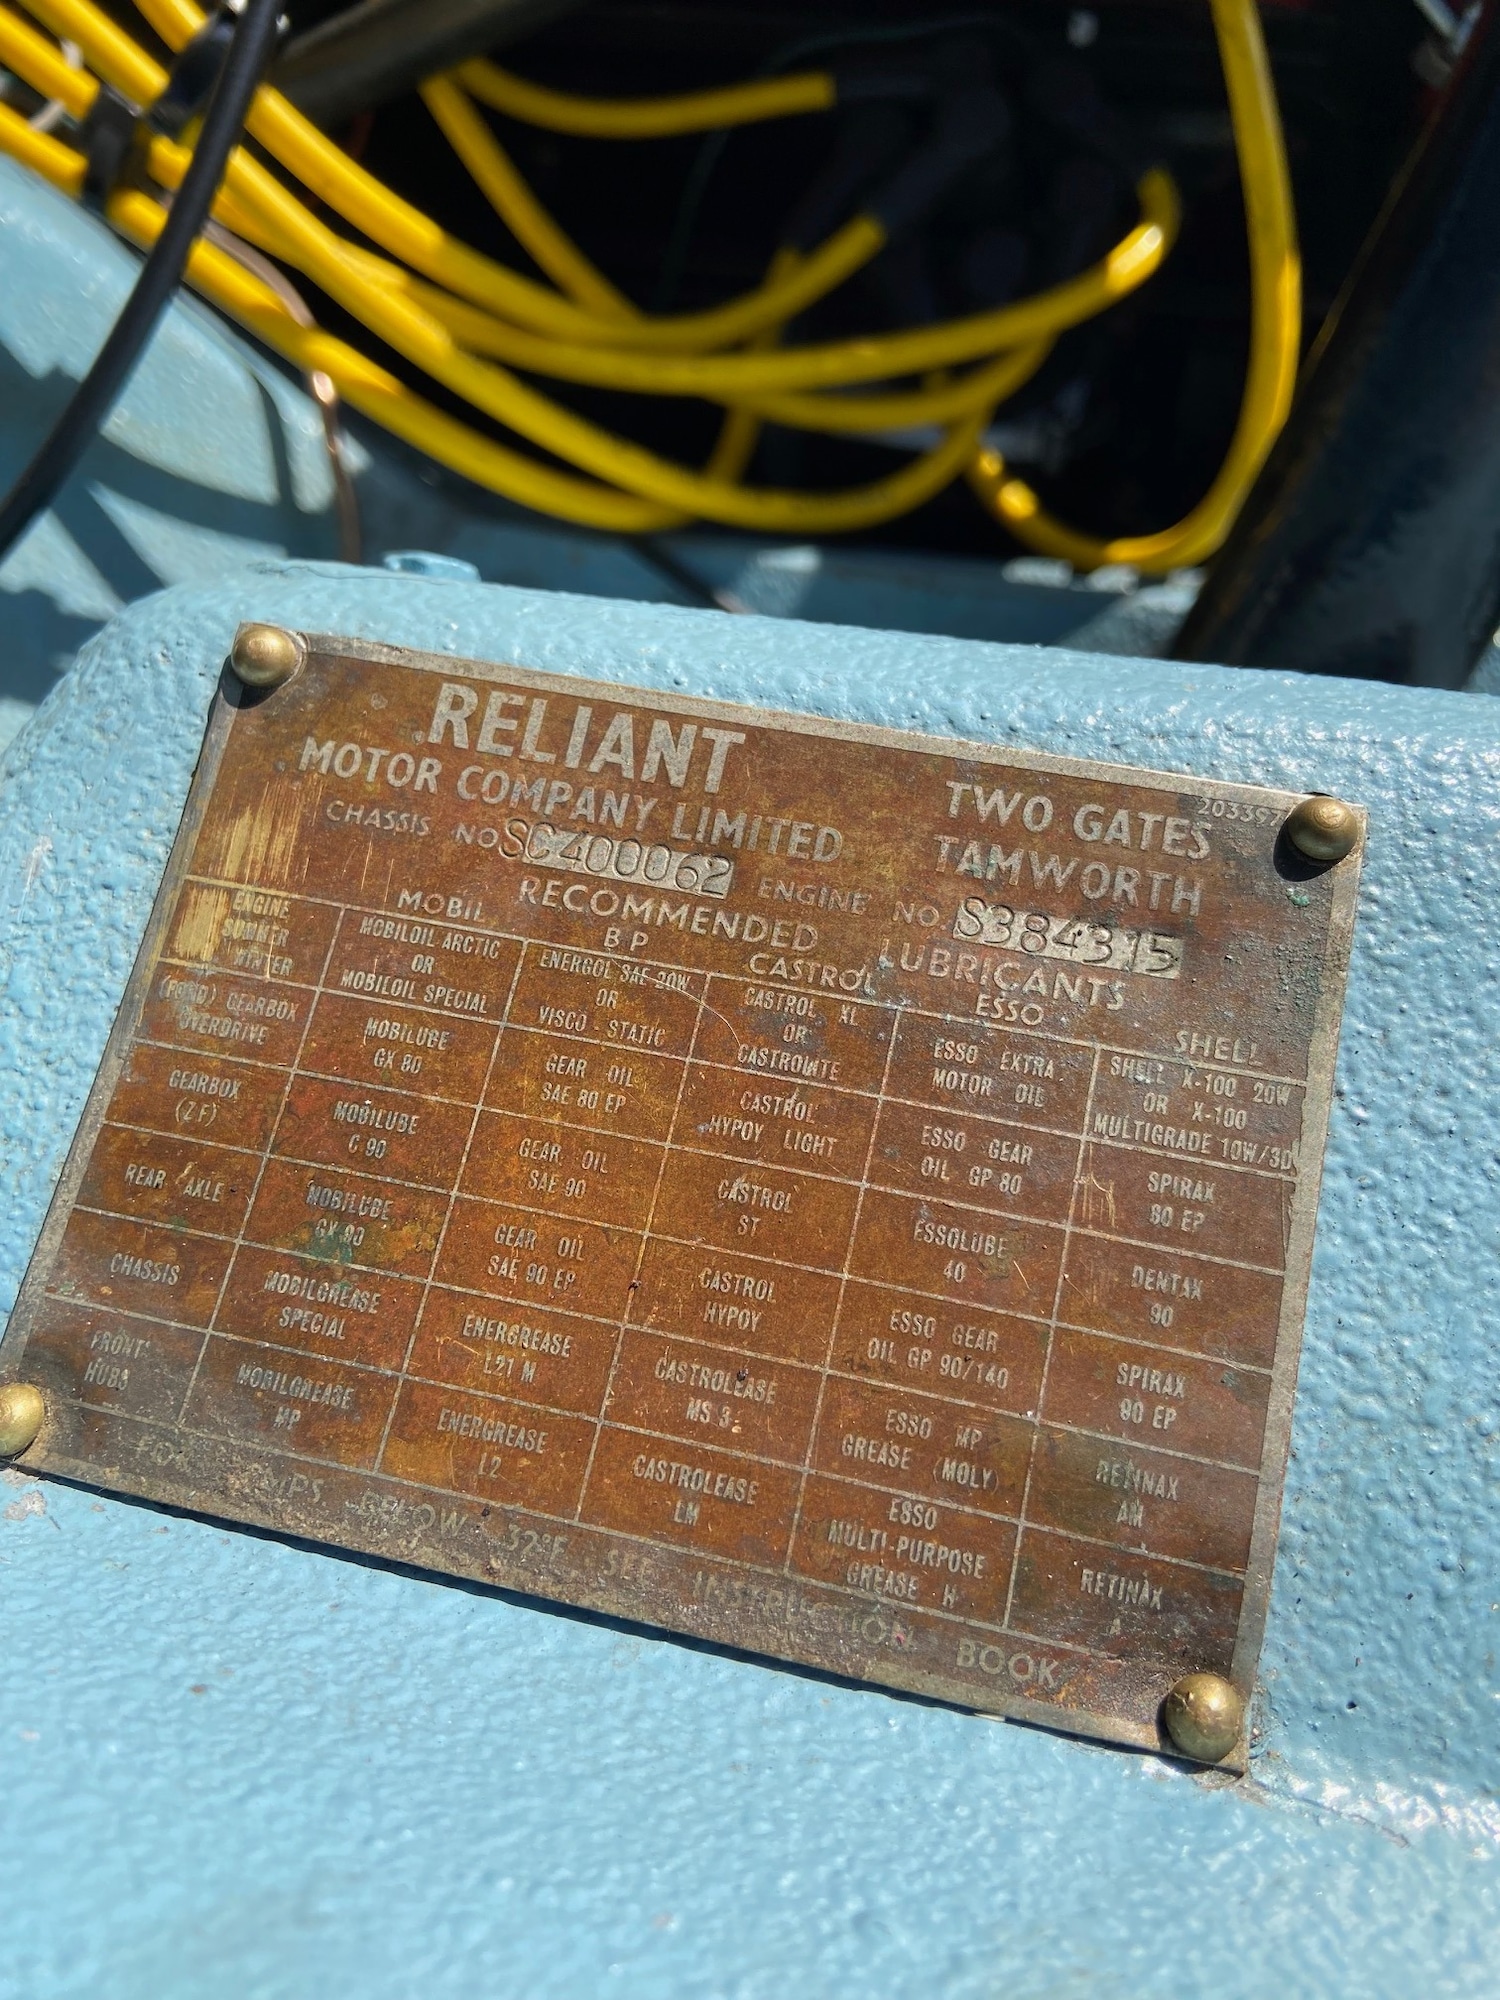 RELIANT
MOTOR COMPANY LIMITED
TWO GATES
TAMWORTH
CHASSIS NO SC400062 ENGINE NO S384315
RECOMMENDED LUBRICANTS
MOBIL BP CASTROL ESSO SHELL
ENGINE
SUMMER
WINTER
MOBILOIL ARCTIC
OR
MOBILOIL SPECIAL
ENERGOL SAE 20W
OR
VISCO-STATIC
CASTROL XL
OR
CASTROLITE
ESSO EXTRA
MOTOR OIL
SHELL X-100 20W
OR X-100
MULTIGRADE 10W/30
(FORD) GEARBOX
OVERDRIVE
MOBILUBE
GX 80
GEAR OIL
SAE 80 EP
CASTROL
HYPOY LIGHT
ESSO GEAR
OIL GP 80
SPIRAX
80 EP
GEARBOX
(ZF)
MOBILUBE
C 90
GEAR OIL
SAE 90
CASTROL
ST
ESSOLUBE
40
DENTAX
90
REAR AXLE
MOBILUBE
GX 90
GEAR OIL
SAE 90 EP
CASTROL
HYPOY
ESSO GEAR
OIL GP 90/140
SPIRAX
90 EP
CHASSIS
MOBILGREASE
SPECIAL
ENERGREASE
L21 M
CASTROLEASE
MS 3
ESSO MP
GREASE (MOLY)
RETINAX
AM
FRONT
HUBS
MOBILGREASE
MP
ENERGREASE
L2
CASTROLEASE
LM
ESSO
MULTI-PURPOSE
GREASE H
RETINAX
A
BELOW 32°F SEE INSTRUCTION BOOK